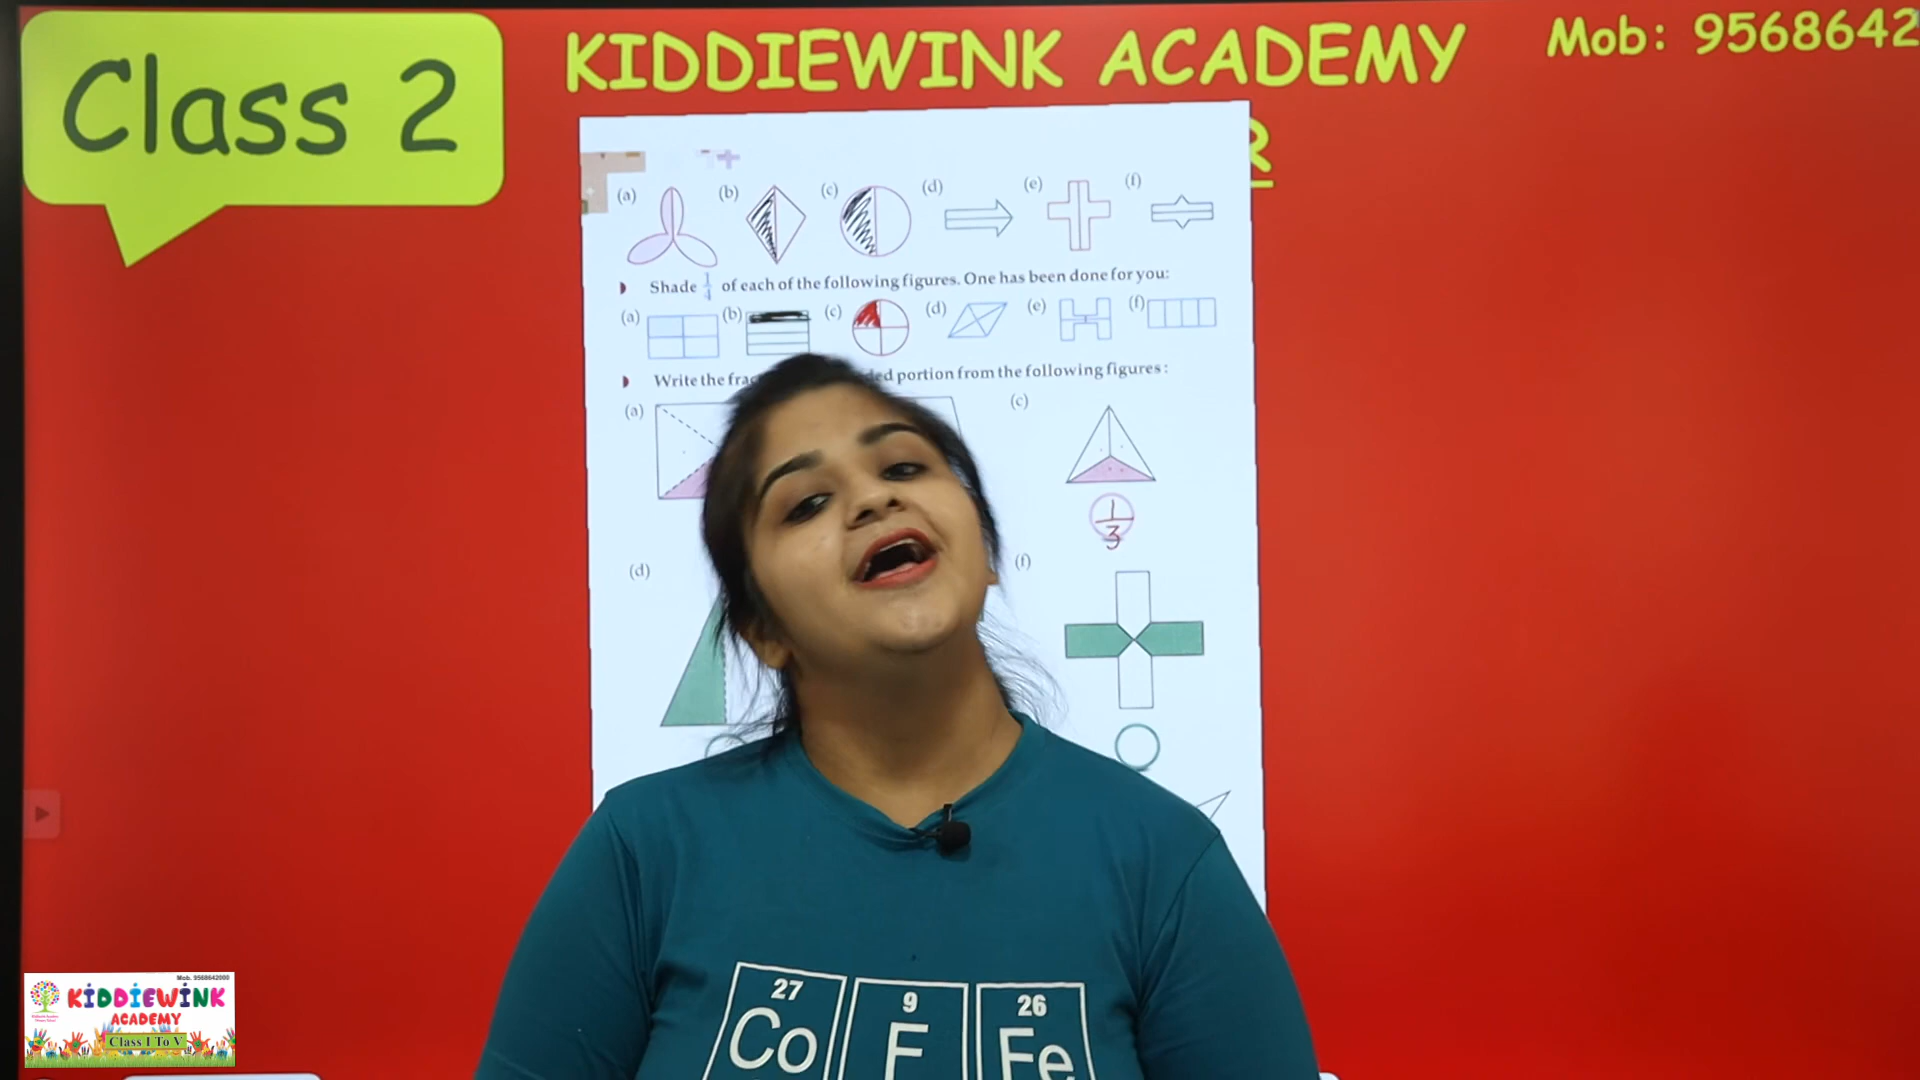 Class 2
KIDDIEWINK ACADEMY
Mob: 9568642
R
(a) (b) (c) (d) (e) (f)
Shade 1/4 of each of the following figures. One has been done for you:
(a) (b) (c) (d) (e) (f)
Write the portion from the following figures:
(a) (c)
1/3
(d) (f)
27 9 26
Co F Fe
Mob. 9568642000
KIDDIEWINK
ACADEMY
Class I To V